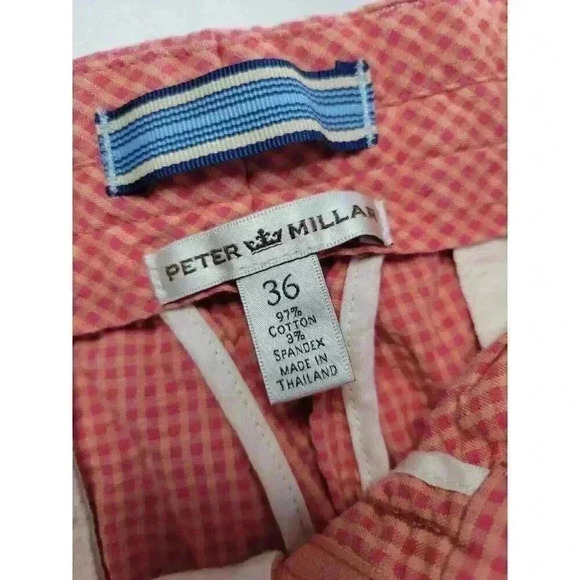 PETER MILLAR
36
97%
COTTON
3%
SPANDEX
MADE IN
THAILAND